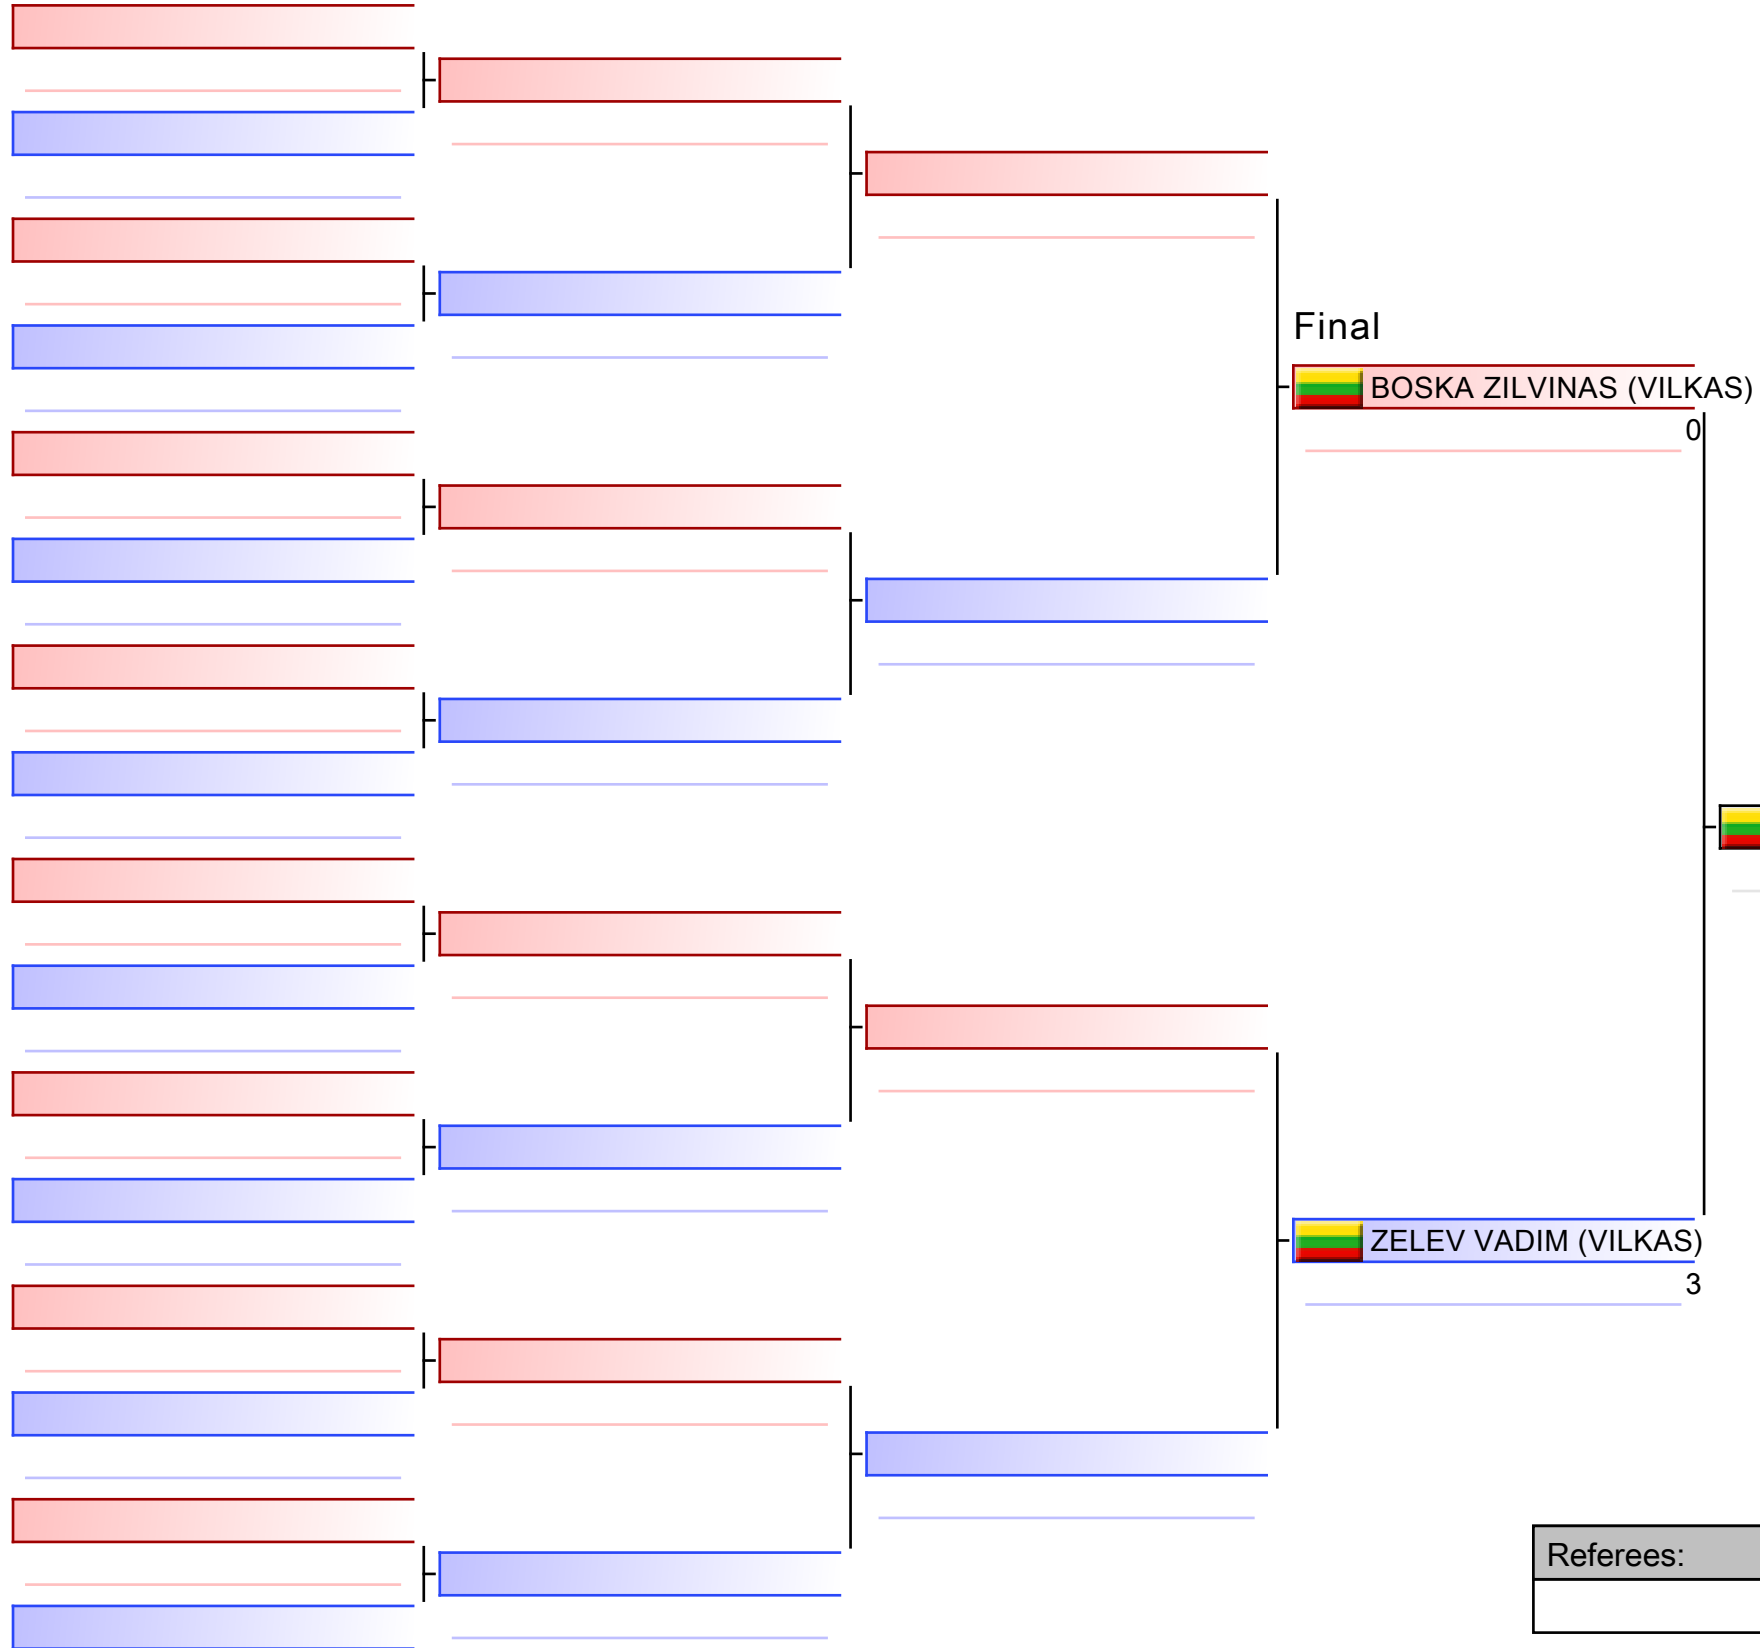 Final
BOSKA ZILVINAS (VILKAS)
0
ZELEV VADIM (VILKAS)
3
Referees: